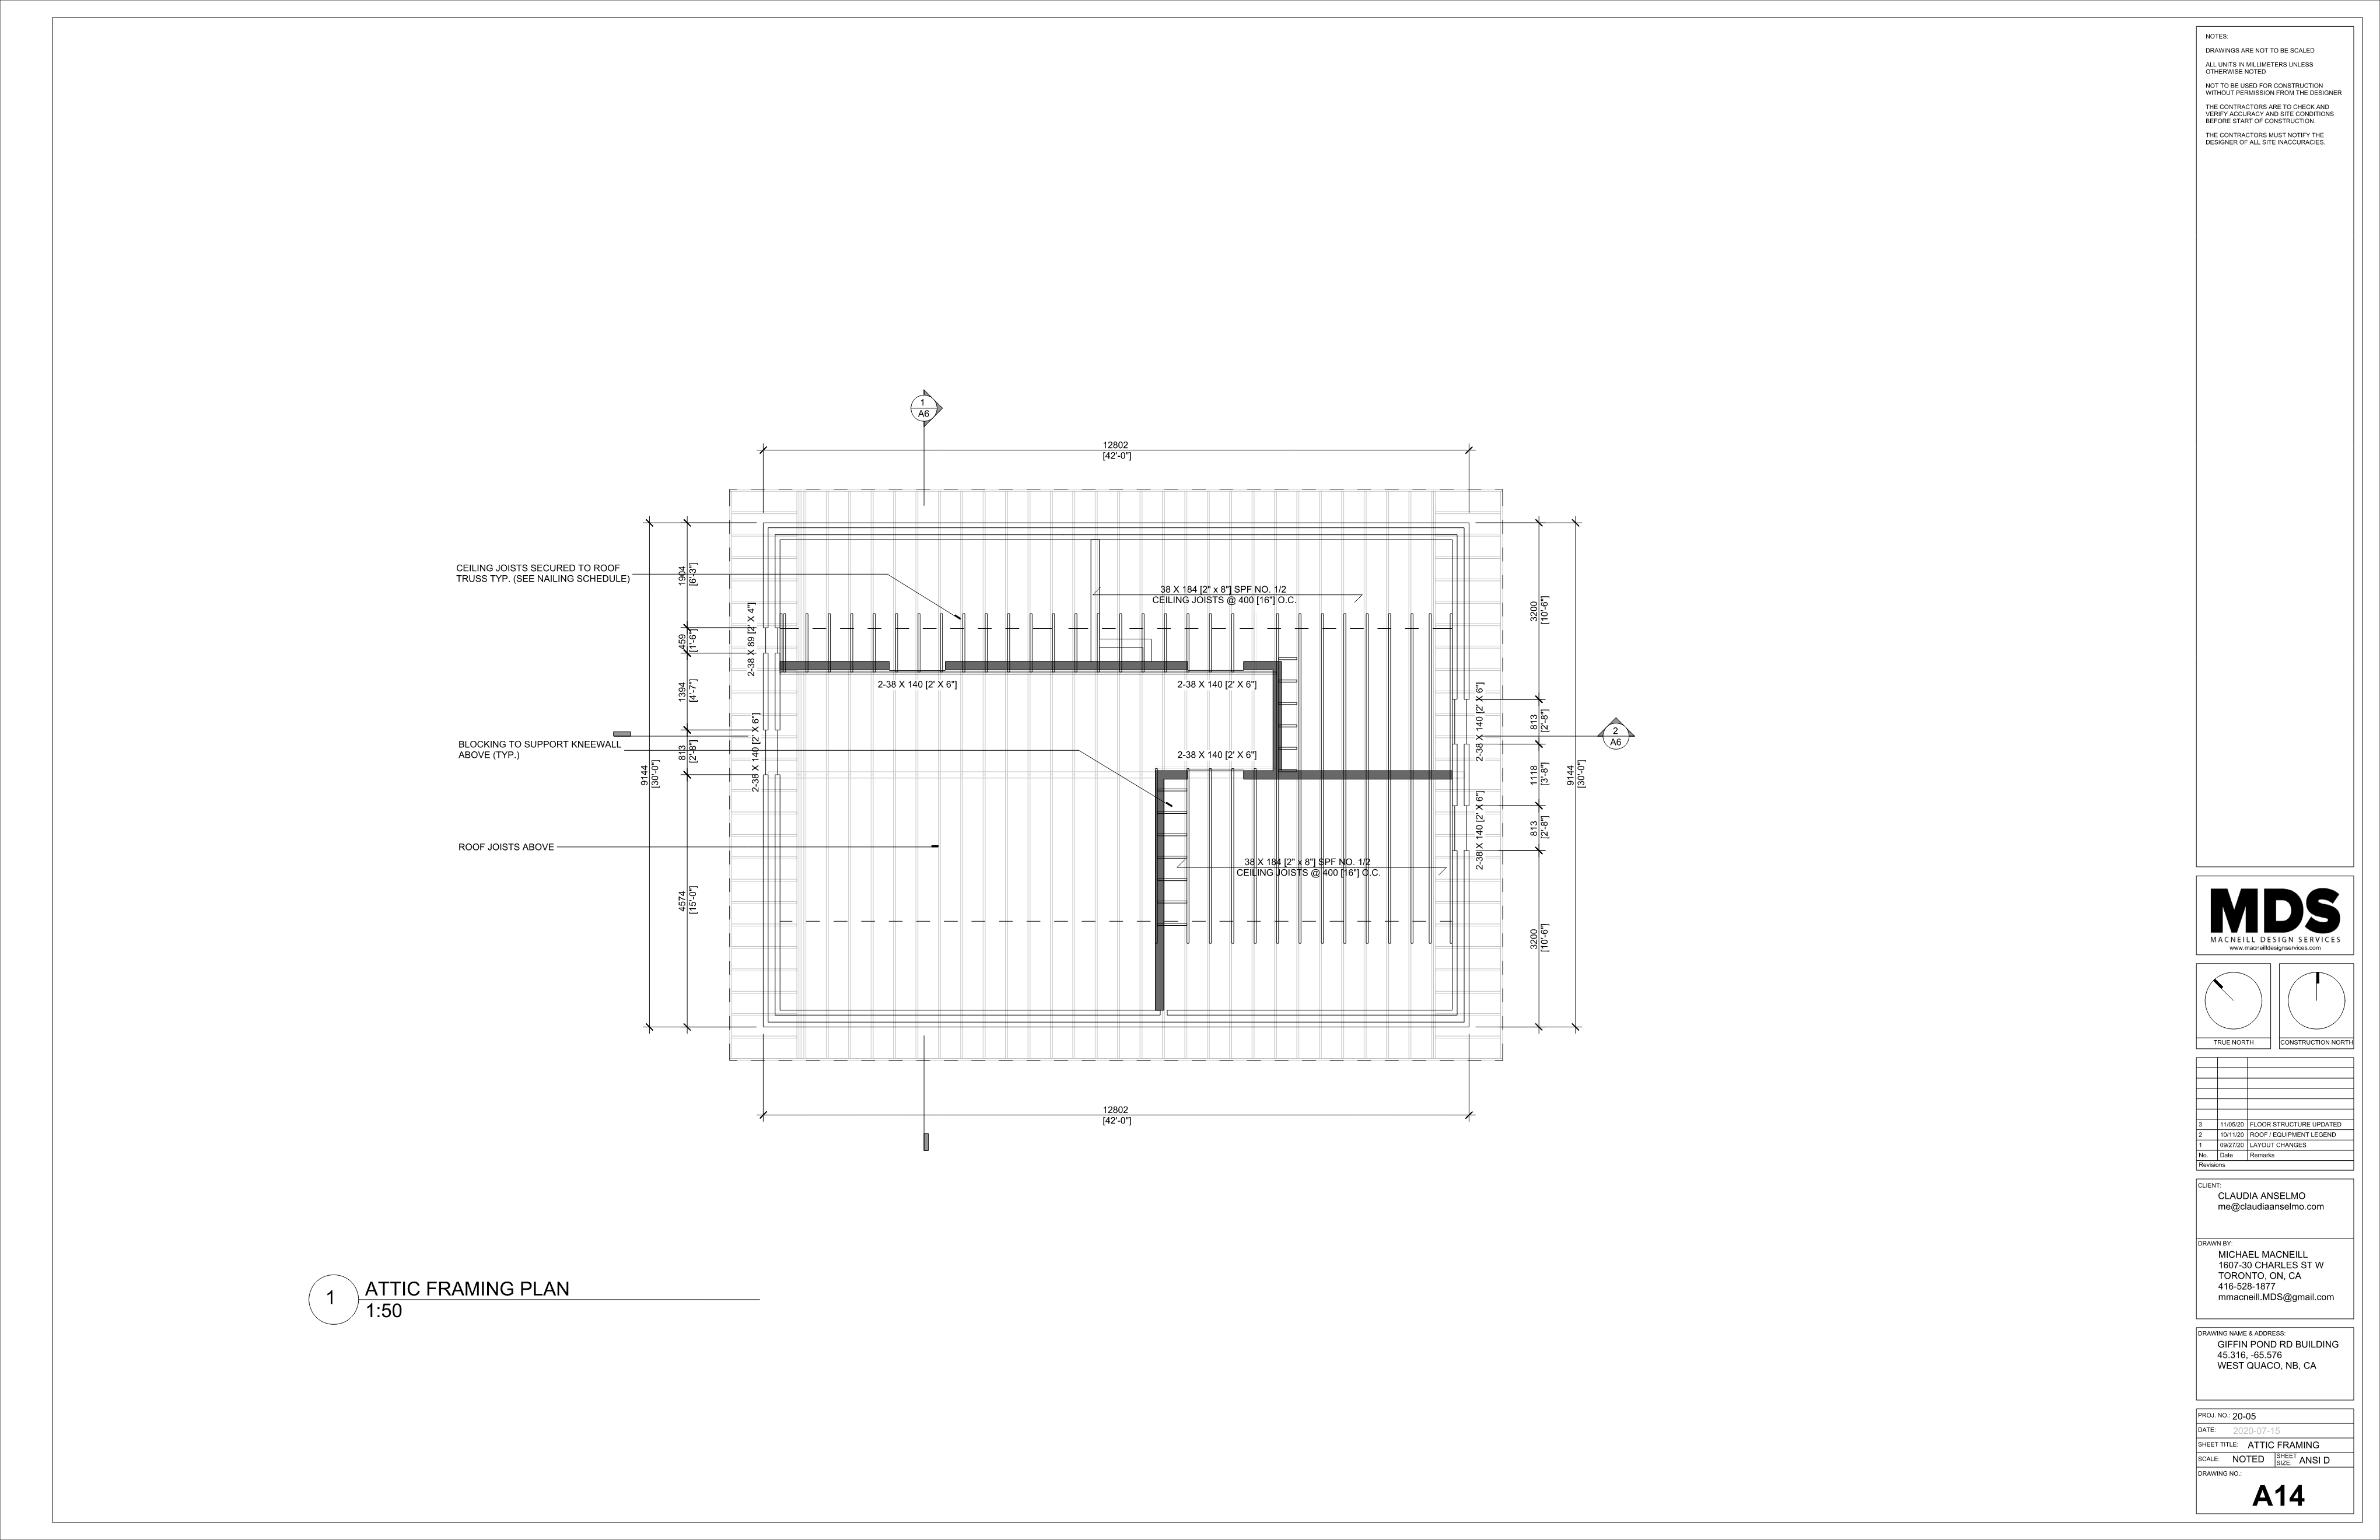 NOTES:
DRAWINGS ARE NOT TO BE SCALED
ALL UNITS IN MILLIMETERS UNLESS
OTHERWISE NOTED
NOT TO BE USED FOR CONSTRUCTION
WITHOUT PERMISSION FROM THE DESIGNER
THE CONTRACTORS ARE TO CHECK AND
VERIFY ACCURACY AND SITE CONDITIONS
BEFORE START OF CONSTRUCTION.
THE CONTRACTORS MUST NOTIFY THE
DESIGNER OF ALL SITE INACCURACIES.
1
A6
12802
[42'-0"]
CEILING JOISTS SECURED TO ROOF
TRUSS TYP. (SEE NAILING SCHEDULE)
BLOCKING TO SUPPORT KNEEWALL
ABOVE (TYP.)
ROOF JOISTS ABOVE
9144
[30'-0"]
1904
[6'-3"]
459
[1'-6"]
1394
[4'-7"]
813
[2'-8"]
4574
[15'-0"]
2-38 X 89 [2' X 4"]
2-38 X 140 [2' X 6"]
38 X 184 [2" x 8"] SPF NO. 1/2
CEILING JOISTS @ 400 [16"] O.C.
2-38 X 140 [2' X 6"]
2-38 X 140 [2' X 6"]
2-38 X 140 [2' X 6"]
38 X 184 [2" x 8"] SPF NO. 1/2
CEILING JOISTS @ 400 [16"] O.C.
2-38 X 140 [2' X 6"]
2-38 X 140 [2' X 6"]
3200
[10'-6"]
813
[2'-8"]
1118
[3'-8"]
813
[2'-8"]
3200
[10'-6"]
9144
[30'-0"]
2
A6
12802
[42'-0"]
1
ATTIC FRAMING PLAN
1:50
MDS
MACNEILL DESIGN SERVICES
www.macneilldesignservices.com
TRUE NORTH
CONSTRUCTION NORTH
3 11/05/20 FLOOR STRUCTURE UPDATED
2 10/11/20 ROOF / EQUIPMENT LEGEND
1 09/27/20 LAYOUT CHANGES
No. Date Remarks
Revisions
CLIENT:
CLAUDIA ANSELMO
me@claudiaanselmo.com
DRAWN BY:
MICHAEL MACNEILL
1607-30 CHARLES ST W
TORONTO, ON, CA
416-528-1877
mmacneill.MDS@gmail.com
DRAWING NAME & ADDRESS:
GIFFIN POND RD BUILDING
45.316, -65.576
WEST QUACO, NB, CA
PROJ. NO.: 20-05
DATE: 2020-07-15
SHEET TITLE: ATTIC FRAMING
SCALE: NOTED SHEET SIZE: ANSI D
DRAWING NO.:
A14